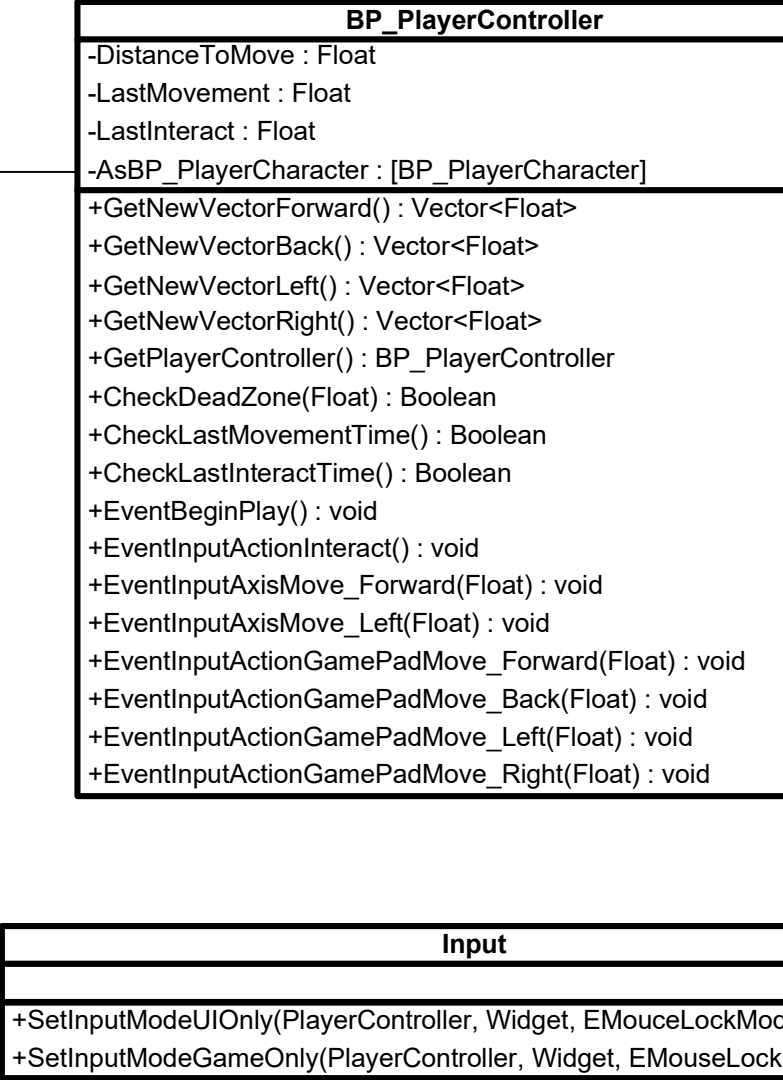 BP_PlayerController
-DistanceToMove : Float
-LastMovement : Float
-LastInteract : Float
-AsBP_PlayerCharacter : [BP_PlayerCharacter]
+GetNewVectorForward() : Vector<Float>
+GetNewVectorBack() : Vector<Float>
+GetNewVectorLeft() : Vector<Float>
+GetNewVectorRight() : Vector<Float>
+GetPlayerController() : BP_PlayerController
+CheckDeadZone(Float) : Boolean
+CheckLastMovementTime() : Boolean
+CheckLastInteractTime() : Boolean
+EventBeginPlay() : void
+EventInputActionInteract() : void
+EventInputAxisMove_Forward(Float) : void
+EventInputAxisMove_Left(Float) : void
+EventInputActionGamePadMove_Forward(Float) : void
+EventInputActionGamePadMove_Back(Float) : void
+EventInputActionGamePadMove_Left(Float) : void
+EventInputActionGamePadMove_Right(Float) : void
Input
+SetInputModeUIOnly(PlayerController, Widget, EMouceLockMod
+SetInputModeGameOnly(PlayerController, Widget, EMouseLock